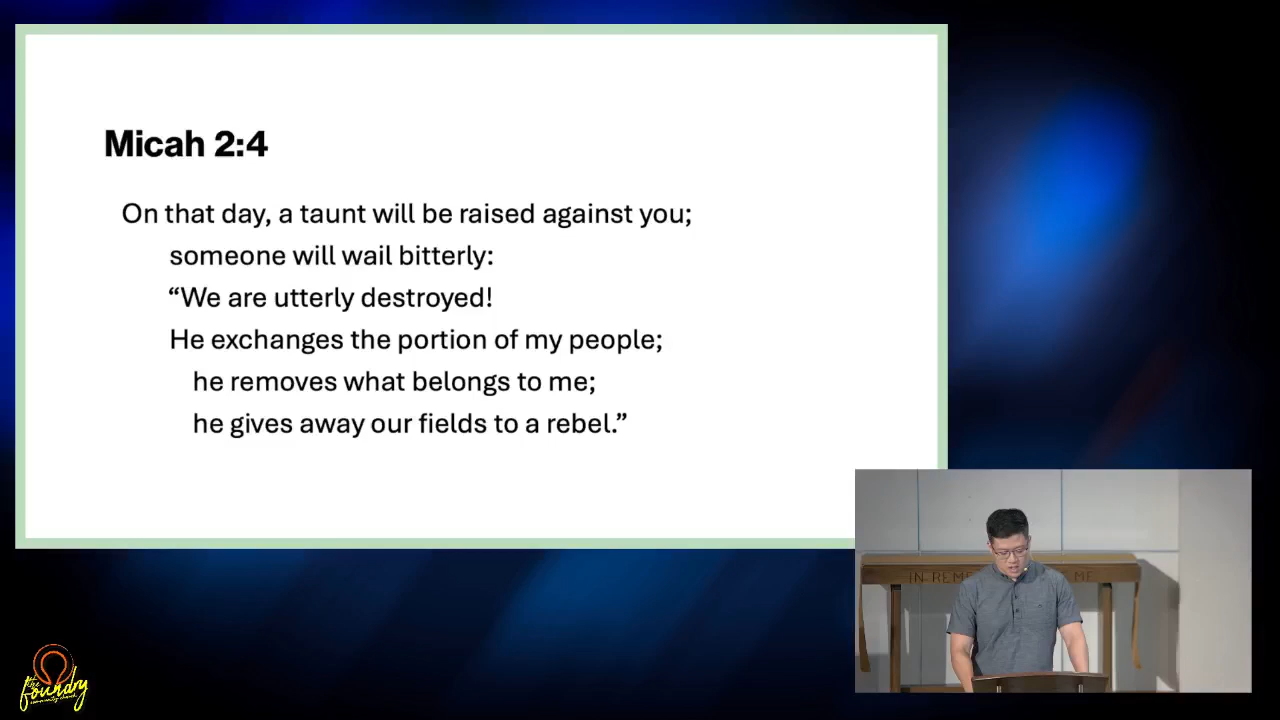 Micah 2:4
On that day, a taunt will be raised against you;
someone will wail bitterly:
“We are utterly destroyed!
He exchanges the portion of my people;
he removes what belongs to me;
he gives away our fields to a rebel.”
IN REME ME
the
foundry
community church